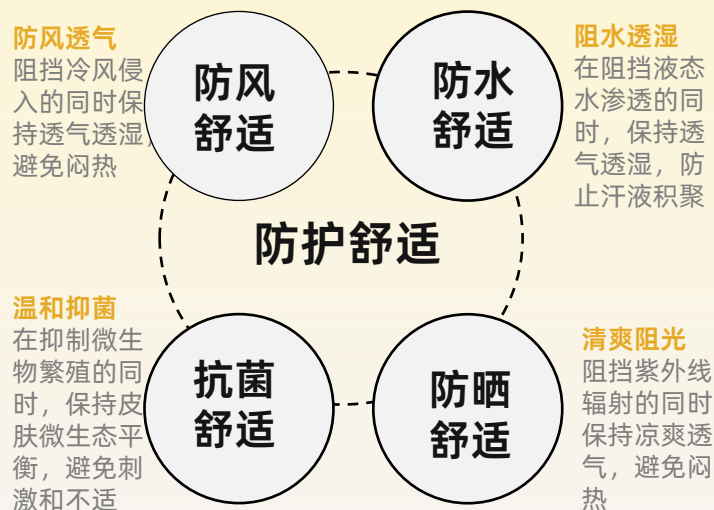 防风透气
阻挡冷风侵
入的同时保
持透气透湿，
避免闷热
防风
舒适
防水
舒适
阻水透湿
在阻挡液态
水渗透的同
时，保持透
气透湿，防
止汗液积聚
防护舒适
温和抑菌
在抑制微生
物繁殖的同
时，保持皮
肤微生态平
衡，避免刺
激和不适
抗菌
舒适
防晒
舒适
清爽阻光
阻挡紫外线
辐射的同时
保持凉爽透
气，避免闷
热